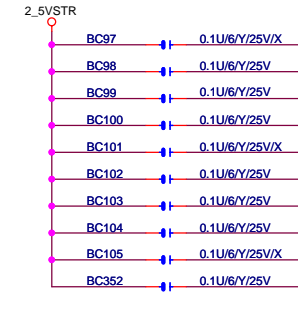 2_5VSTR
BC97 0.1U/6/Y/25V/X
BC98 0.1U/6/Y/25V
BC99 0.1U/6/Y/25V
BC100 0.1U/6/Y/25V
BC101 0.1U/6/Y/25V/X
BC102 0.1U/6/Y/25V
BC103 0.1U/6/Y/25V
BC104 0.1U/6/Y/25V
BC105 0.1U/6/Y/25V/X
BC352 0.1U/6/Y/25V